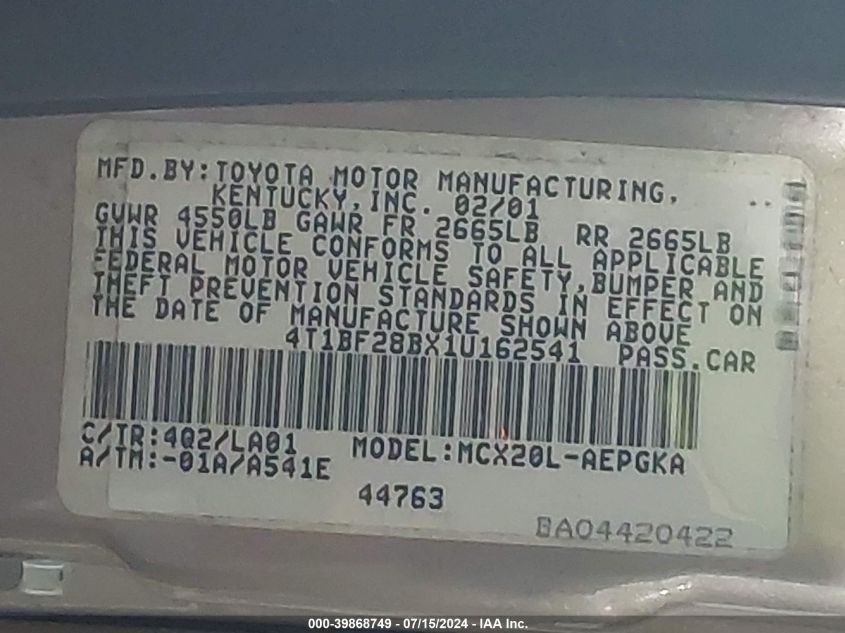 MFD.BY:TOYOTA MOTOR MANUFACTURING,
KENTUCKY,INC. 02/01
GVWR 4550LB GAWR FR 2665LB RR 2665LB
THIS VEHICLE CONFORMS TO ALL APPLICABLE
FEDERAL MOTOR VEHICLE SAFETY,BUMPER AND
THEFT PREVENTION STANDARDS IN EFFECT ON
THE DATE OF MANUFACTURE SHOWN ABOVE
4T1BF28BX1U162541 PASS.CAR
C/TR:4Q2/LA01 MODEL:MCX20L-AEPGKA
A/TM:-01A/A541E
44763
BA04420422
000-39868749 - 07/15/2024 - IAA Inc.